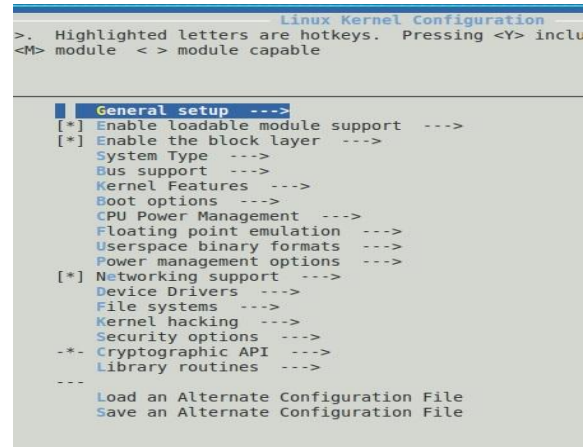 Linux Kernel Configuration
>.  Highlighted letters are hotkeys.  Pressing <Y> inclu
<M> module  < > module capable
General setup  --->
[*] Enable loadable module support  --->
[*] Enable the block layer  --->
System Type  --->
Bus support  --->
Kernel Features  --->
Boot options  --->
CPU Power Management  --->
Floating point emulation  --->
Userspace binary formats  --->
Power management options  --->
[*] Networking support  --->
Device Drivers  --->
File systems  --->
Kernel hacking  --->
Security options  --->
-*- Cryptographic API  --->
Library routines  --->
---
Load an Alternate Configuration File
Save an Alternate Configuration File